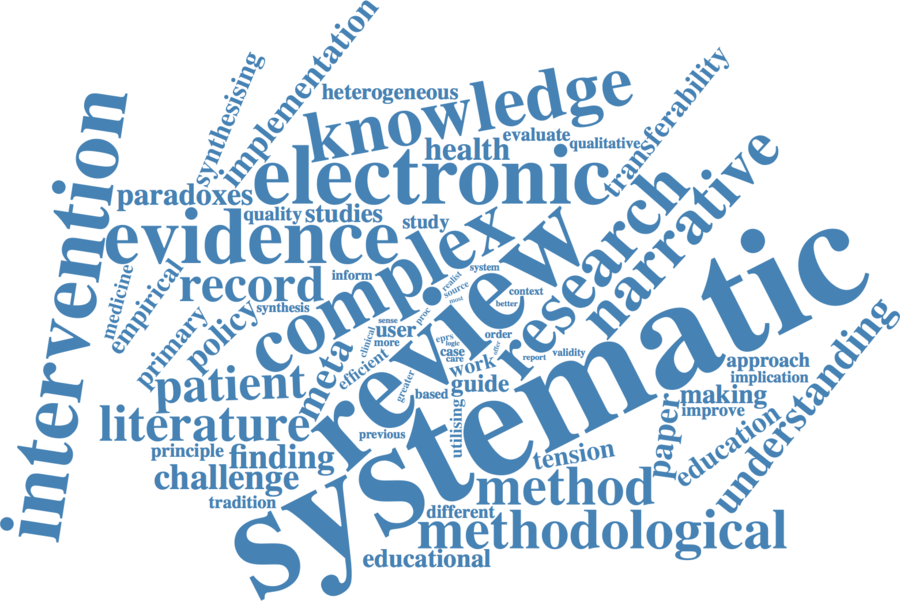 implementation
synthesising
transferability
heterogeneous
knowledge
intervention
evaluate
qualitative
health
electronic
paradoxes
quality
studies
study
narrative
research
evidence
complex
review
systematic
record
inform
system
realist
source
most
context
better
medicine
empirical
synthesis
policy
primary
sense
proc
user
more
clinical
eprs
logic
order
after
case
care
report
validity
work
meta
efficient
greater
patient
based
guide
approach
implication
making
improve
understanding
literature
utilising
previous
paper
education
principle
finding
tension
challenge
method
tradition
different
methodological
educational